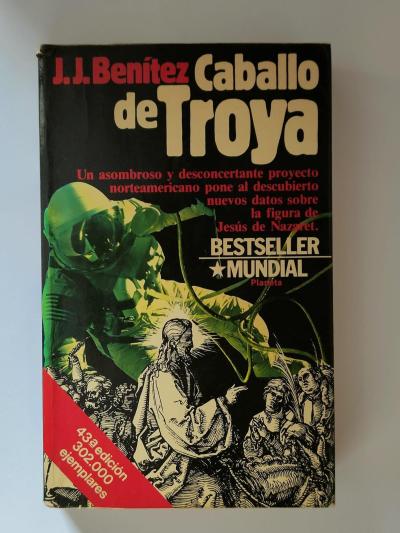 J.J. Benítez Caballo
de Troya
Un asombroso y desconcertante proyecto
norteamericano pone al descubierto
nuevos datos sobre
la figura de
Jesús de Nazaret.
BESTSELLER
★MUNDIAL
Planeta
43ª edición
302.000
ejemplares